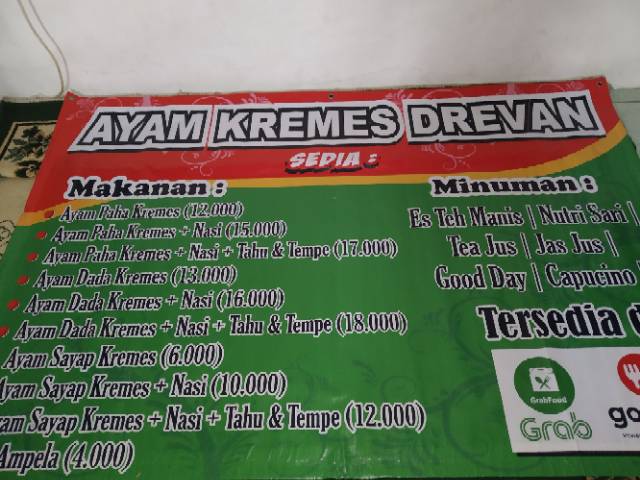 AYAM KREMES DREVAN
SEDIA :
Makanan :
Ayam Paha Kremes (12.000)
Ayam Paha Kremes + Nasi (15.000)
Ayam Paha Kremes + Nasi + Tahu & Tempe (17.000)
Ayam Dada Kremes (13.000)
Ayam Dada Kremes + Nasi (16.000)
Ayam Dada Kremes + Nasi + Tahu & Tempe (18.000)
Ayam Sayap Kremes (6.000)
Ayam Sayap Kremes + Nasi (10.000)
Ayam Sayap Kremes + Nasi + Tahu & Tempe (12.000)
Ampela (4.000)
Minuman :
Es Teh Manis | Nutri Sari |
Tea Jus | Jas Jus |
Good Day | Capucino |
Tersedia d
GrabFood
Grab
go